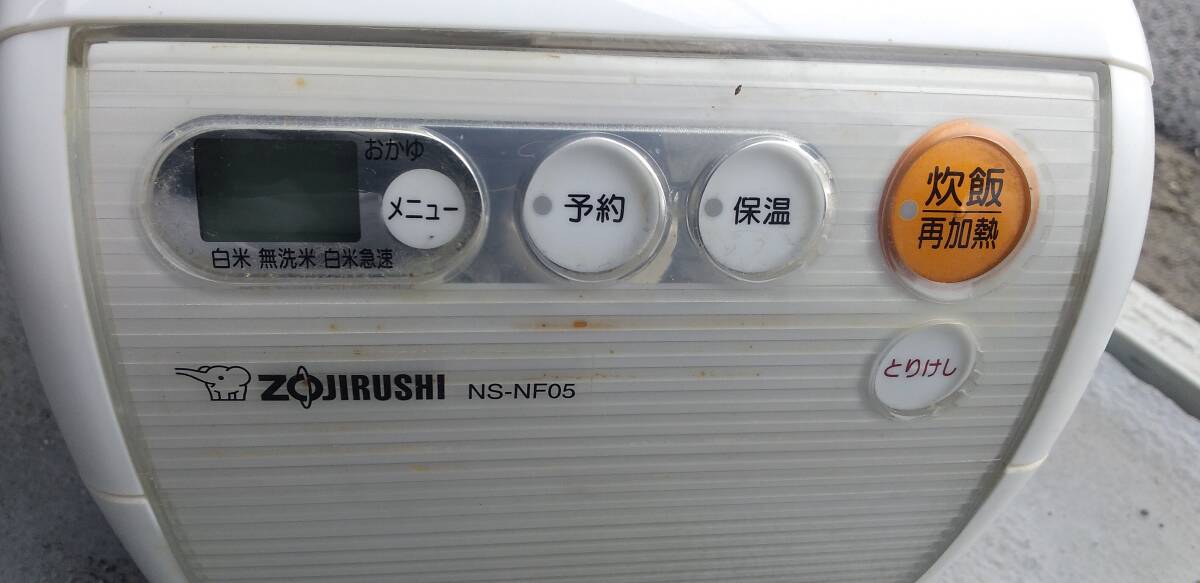 おかゆ
メニュー
白米 無洗米 白米急速
予約
保温
炊飯
再加熱
とりけし
ZOJIRUSHI NS-NF05